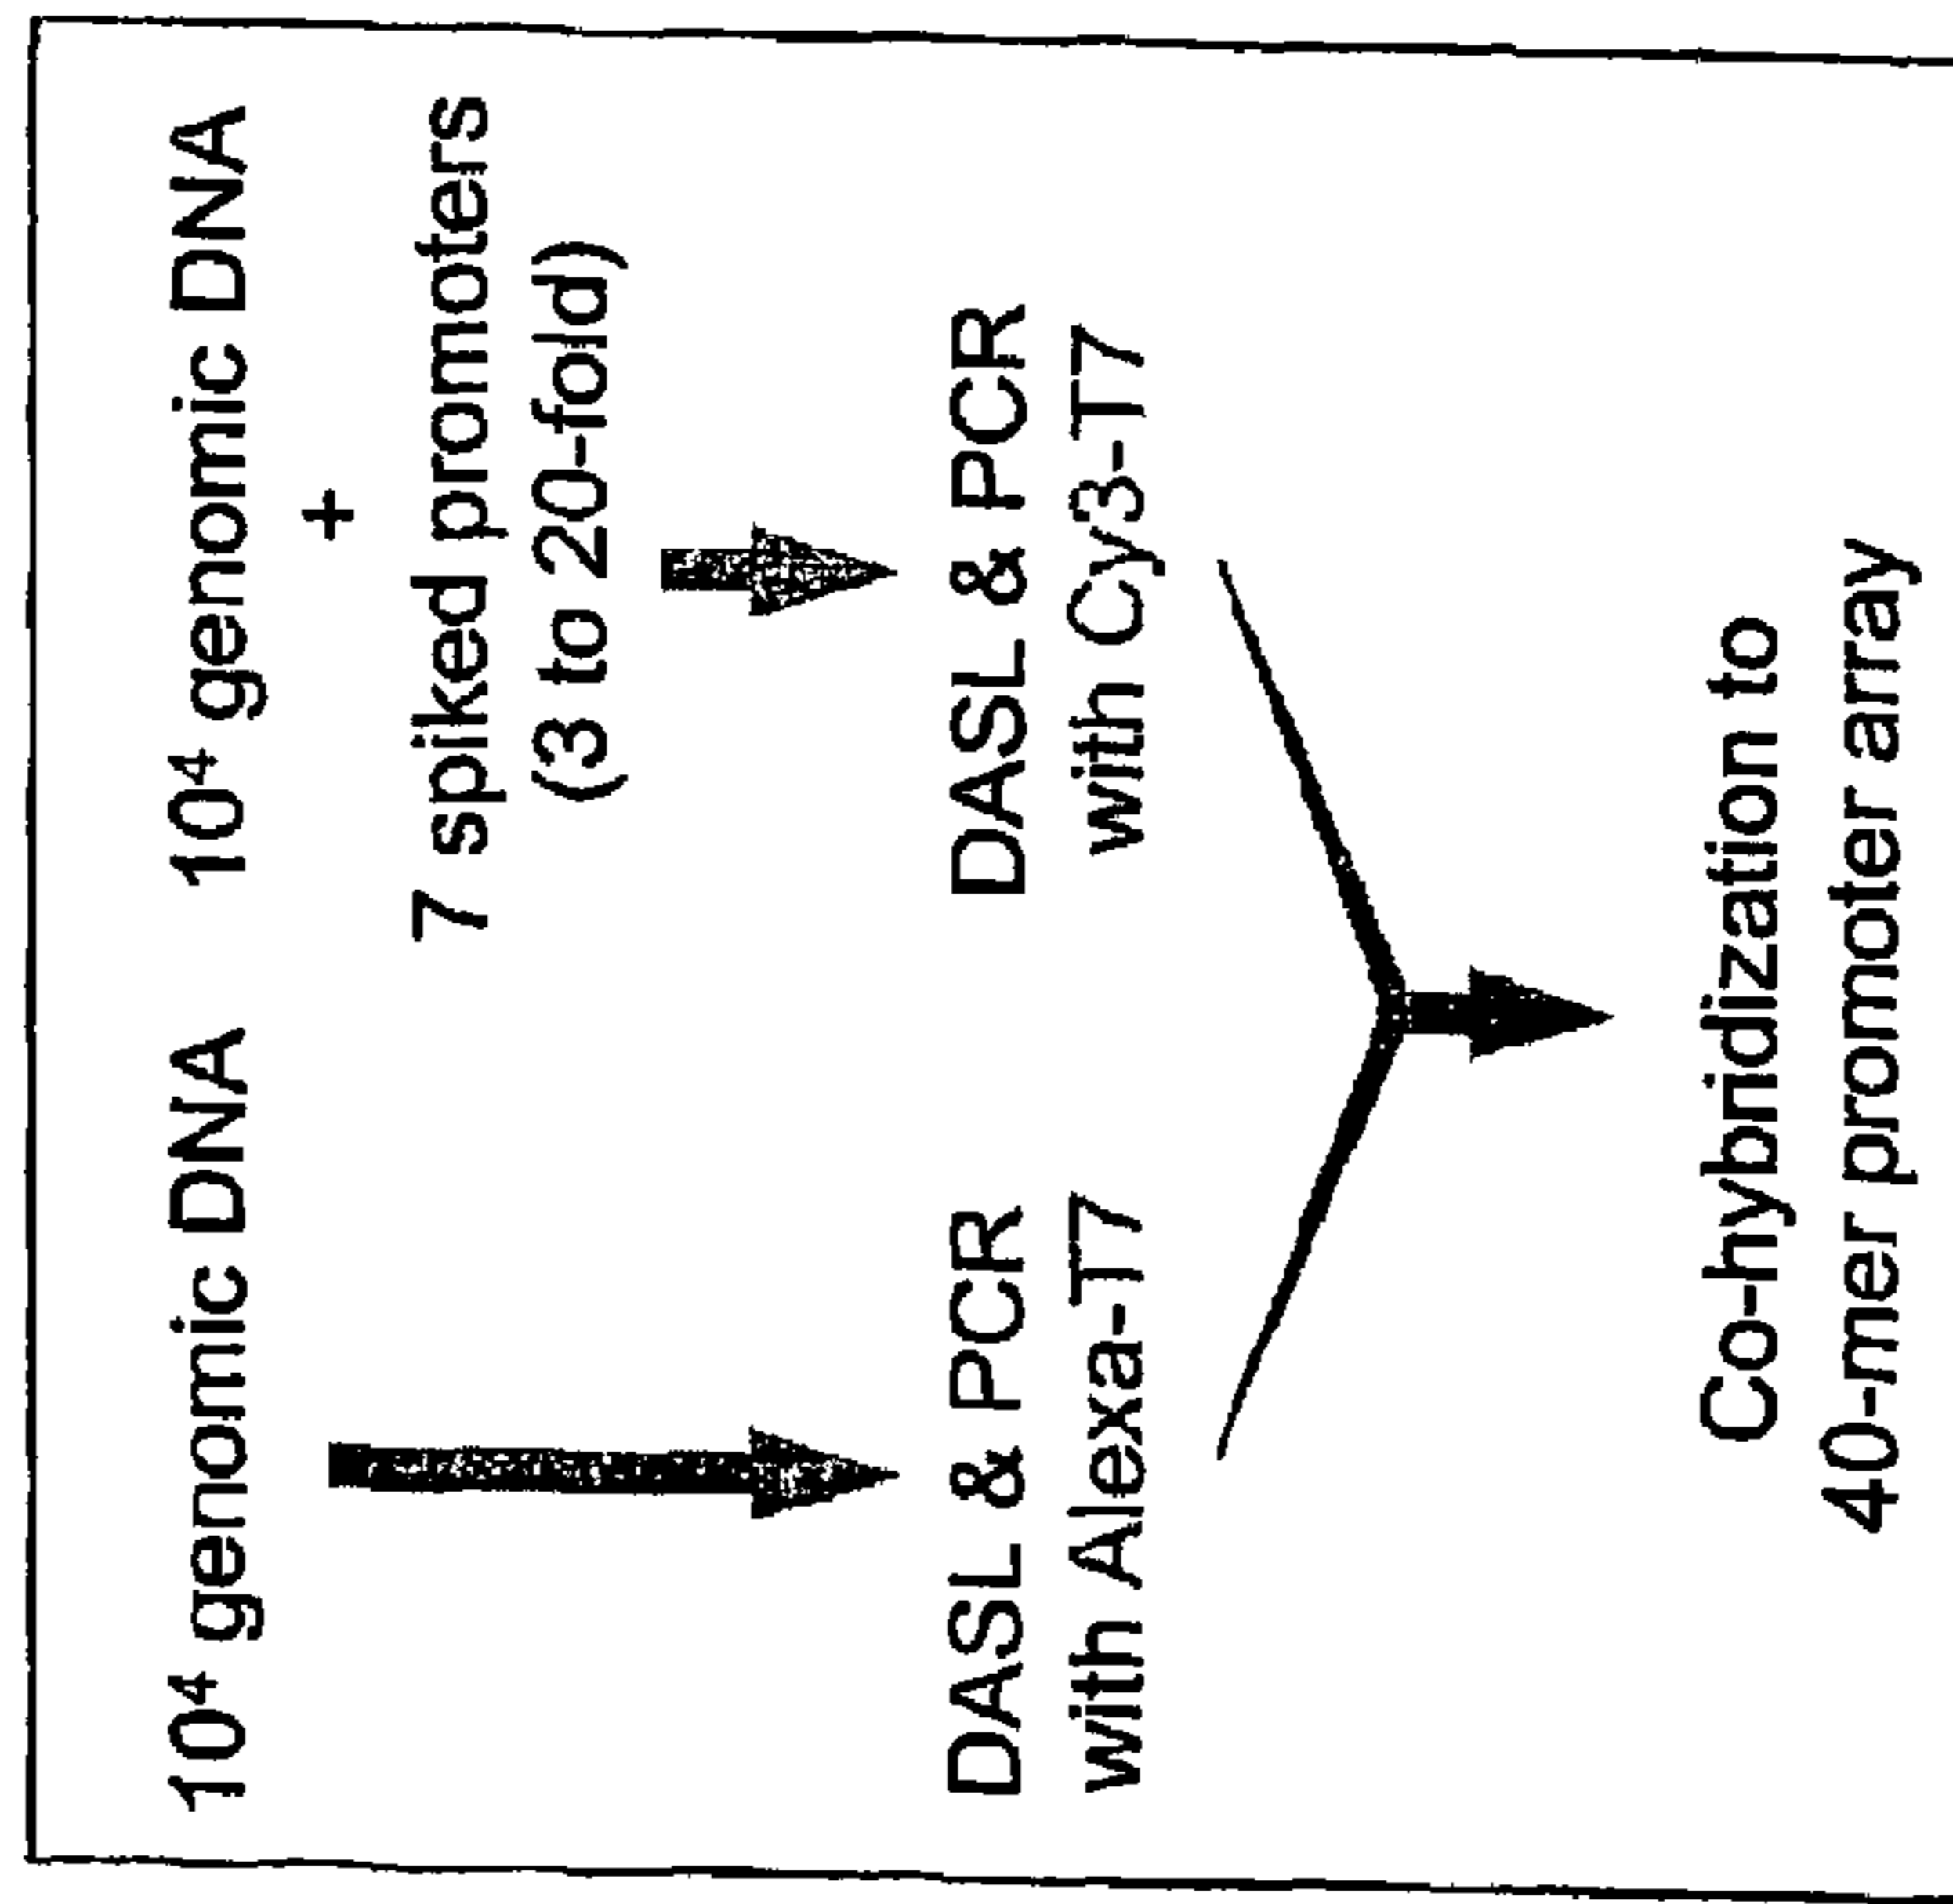 10⁴ genomic DNA
10⁴ genomic DNA
+
7 spiked promoters
(3 to 20-fold)
DASL & PCR
with Alexa-T7
DASL & PCR
with Cy3-T7
Co-hybridization to
40-mer promoter array